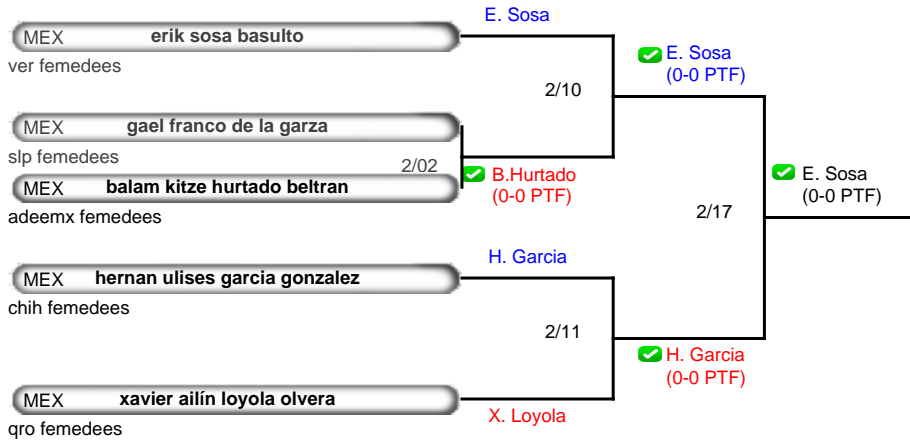 E. Sosa
MEX erik sosa basulto
ver femedees
E. Sosa
(0-0 PTF)
2/10
MEX gael franco de la garza
slp femedees
2/02
B.Hurtado
(0-0 PTF)
MEX balam kitze hurtado beltran
adeemx femedees
E. Sosa
(0-0 PTF)
2/17
H. Garcia
MEX hernan ulises garcia gonzalez
chih femedees
2/11
H. Garcia
(0-0 PTF)
MEX xavier ailín loyola olvera
qro femedees
X. Loyola